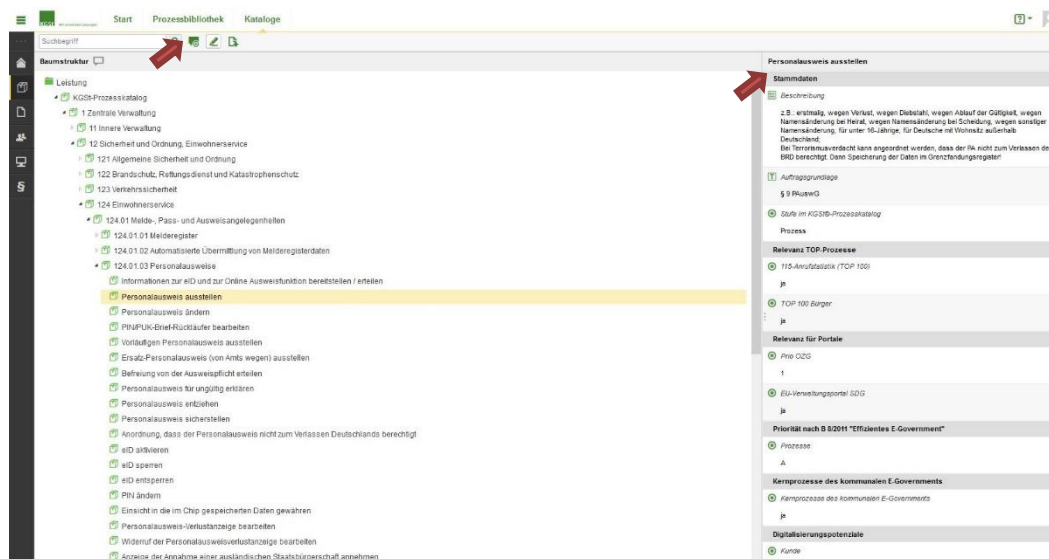 Start Prozessbibliothek Kataloge
Suchbegriff
Baumstruktur
Leistung
KGSt-Prozesskatalog
1 Zentrale Verwaltung
11 Innere Verwaltung
12 Sicherheit und Ordnung, Einwohnerservice
121 Allgemeine Sicherheit und Ordnung
122 Brandschutz, Rettungsdienst und Katastrophenschutz
123 Verkehrssicherheit
124 Einwohnerservice
124.01 Melde-, Pass- und Ausweisangelegenheiten
124.01.01 Melderegister
124.01.02 Automatisierte Übermittlung von Melderegisterdaten
124.01.03 Personalausweise
Informationen zur eID und zur Online Ausweisfunktion bereitstellen / erteilen
Personalausweis ausstellen
Personalausweis ändern
PIN/PUK-Brief-Rückläufer bearbeiten
Vorläufigen Personalausweis ausstellen
Ersatz-Personalausweis (von Amts wegen) ausstellen
Befreiung von der Ausweispflicht erteilen
Personalausweis für ungültig erklären
Personalausweis entziehen
Personalausweis sicherstellen
Anordnung, dass der Personalausweis nicht zum Verlassen Deutschlands berechtigt
eID aktivieren
eID sperren
eID entsperren
PIN ändern
Einsicht in die im Chip gespeicherten Daten gewähren
Personalausweis-Verlustanzeige bearbeiten
Widerruf der Personalausweisverlustanzeige bearbeiten
Anzeige der Annahme einer ausländischen Staatsbürgerschaft annehmen
Personalausweis ausstellen
Stammdaten
Beschreibung
z.B.: erstmalig, wegen Verlust, wegen Diebstahl, wegen Ablauf der Gültigkeit, wegen
Namensänderung bei Heirat, wegen Namensänderung bei Scheidung, wegen sonstiger
Namensänderung, für unter 16-Jährige, für Deutsche mit Wohnsitz außerhalb
Deutschland;
Bei Terrorismusverdacht kann angeordnet werden, dass der PA nicht zum Verlassen de
BRD berechtigt. Dann Speicherung der Daten im Grenzfandungsregister!
Auftragsgrundlage
§ 9 PAuswG
Stufe im KGSt®-Prozesskatalog
Prozess
Relevanz TOP-Prozesse
115-Anrufstatistik (TOP 100)
ja
TOP 100 Bürger
ja
Relevanz für Portale
Prio OZG
1
EU-Verwaltungsportal SDG
ja
Priorität nach B 8/2011 "Effizientes E-Government"
Prozesse
A
Kernprozesse des kommunalen E-Governments
Kernprozesse des kommunalen E-Governments
ja
Digitalisierungspotenziale
Kunde